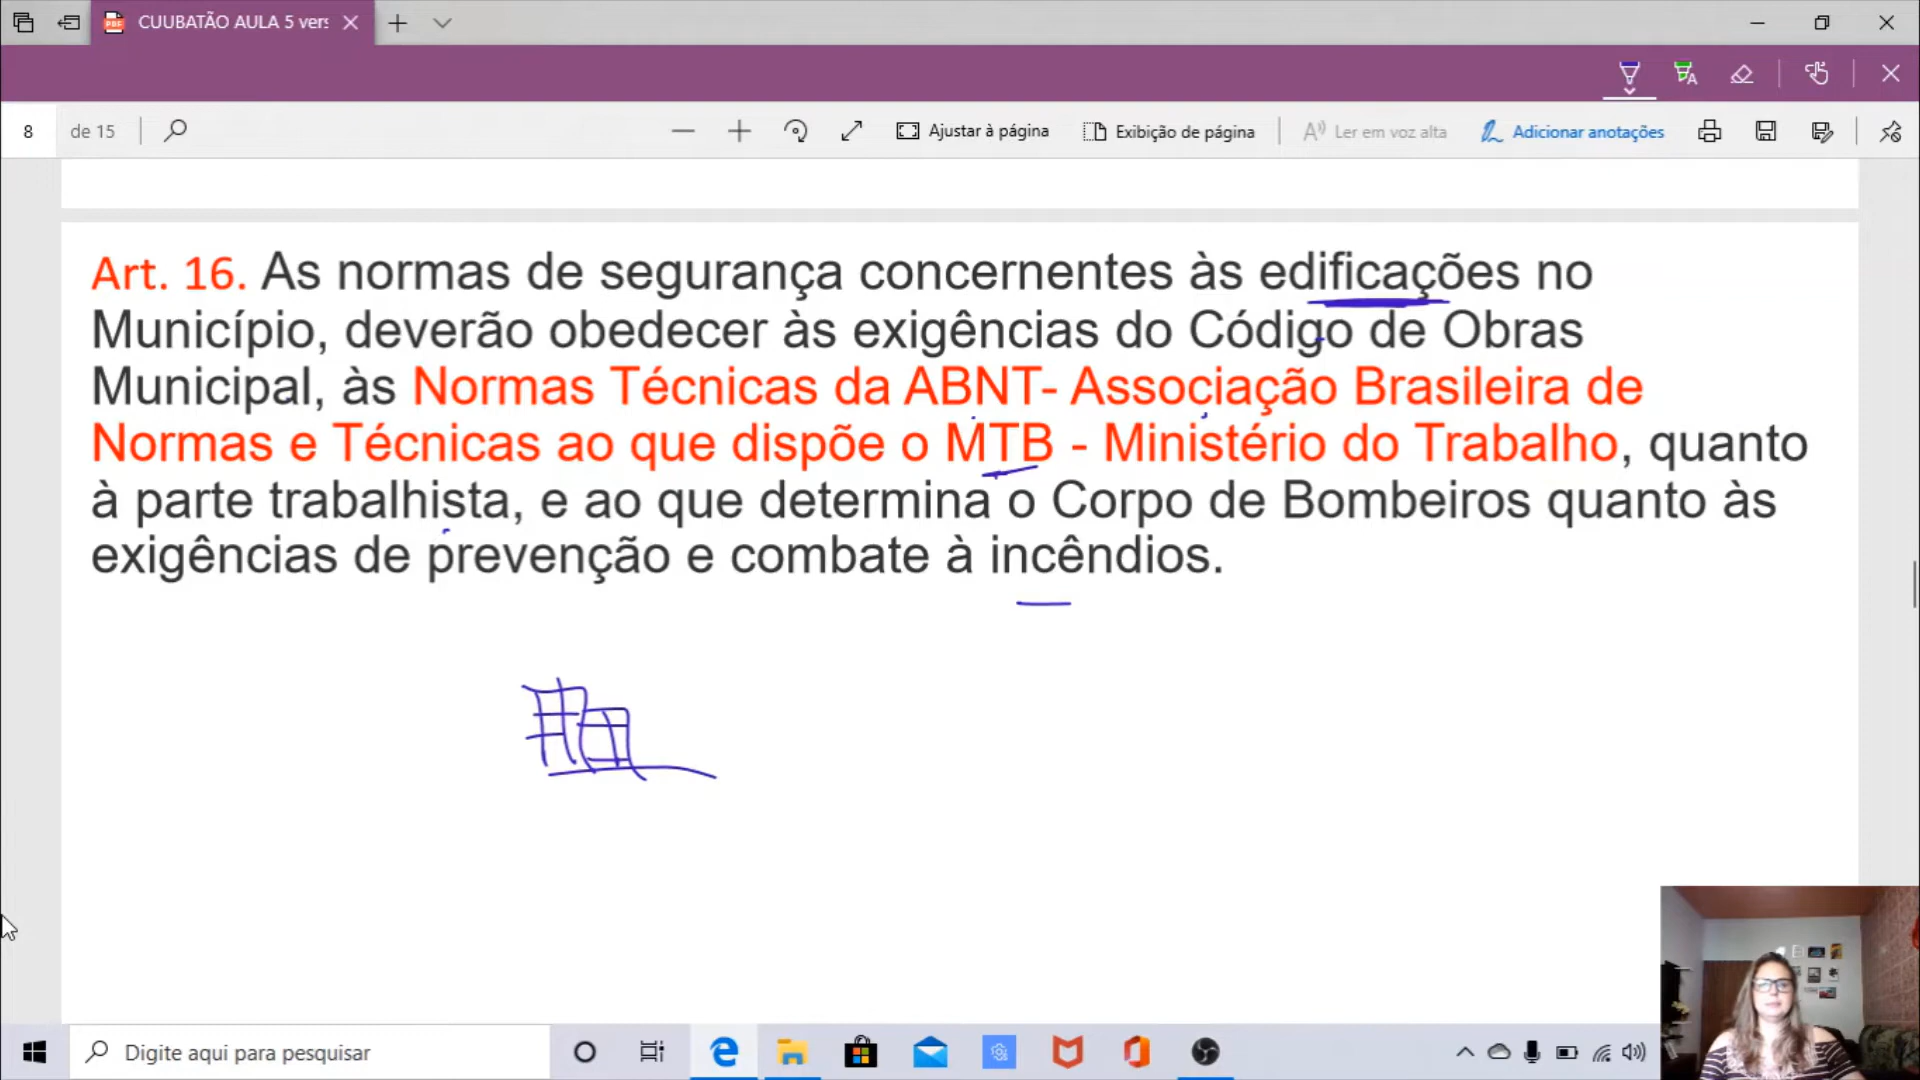 CUUBATÃO AULA 5 vers
8 de 15
Ajustar à página
Exibição de página
Ler em voz alta
Adicionar anotações
Art. 16. As normas de segurança concernentes às edificações no
Município, deverão obedecer às exigências do Código de Obras
Municipal, às Normas Técnicas da ABNT- Associação Brasileira de
Normas e Técnicas ao que dispõe o MTB - Ministério do Trabalho, quanto
à parte trabalhista, e ao que determina o Corpo de Bombeiros quanto às
exigências de prevenção e combate à incêndios.
Digite aqui para pesquisar